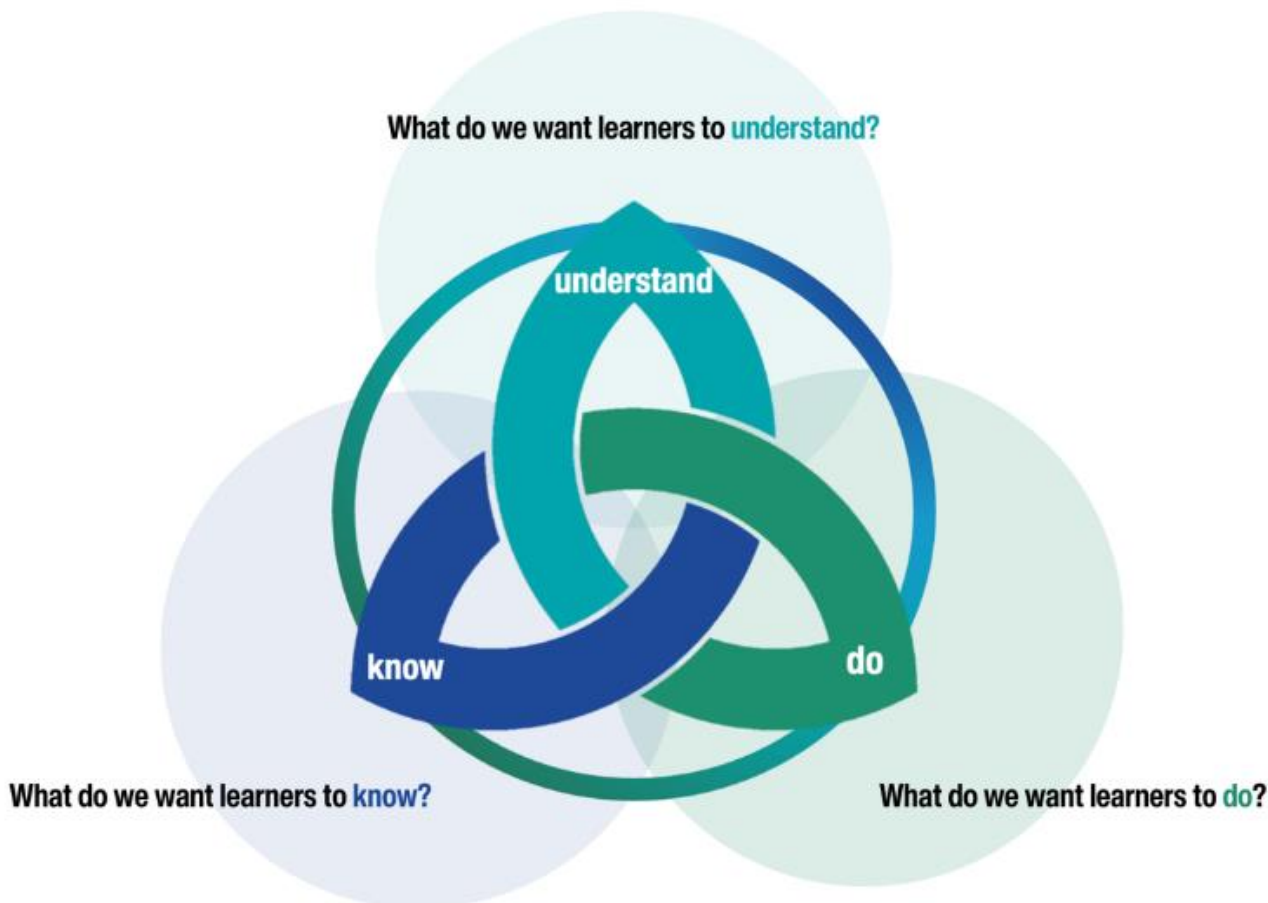 What do we want learners to understand?
understand
know
do
What do we want learners to know?
What do we want learners to do?